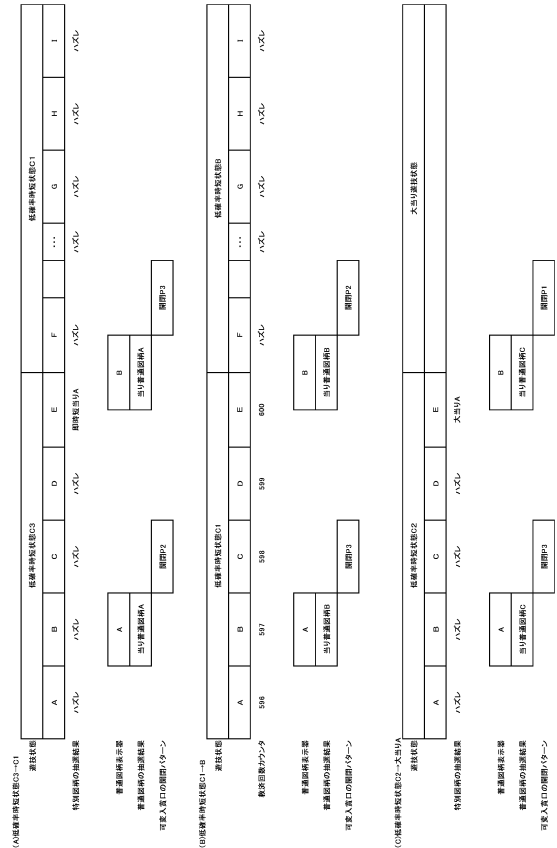 (A)低確率時短状態C3→C1
遊技状態 低確率時短状態C3 低確率時短状態C1
A B C D E F … G H I
特別図柄の抽選結果 ハズレ ハズレ ハズレ ハズレ 即時短当りA ハズレ ハズレ ハズレ ハズレ ハズレ
普通図柄表示器 A B
普通図柄の抽選結果 当り普通図柄A 当り普通図柄A
可変入賞口の開閉パターン 開閉P2 開閉P3
(B)低確率時短状態C1→B
遊技状態 低確率時短状態C1 低確率時短状態B
A B C D E F … G H I
救済回数カウンタ 596 597 598 599 600 ハズレ ハズレ ハズレ ハズレ ハズレ
普通図柄表示器 A B
普通図柄の抽選結果 当り普通図柄B 当り普通図柄B
可変入賞口の開閉パターン 開閉P3 開閉P2
(C)低確率時短状態C2→大当りA
遊技状態 低確率時短状態C2 大当り遊技状態
A B C D E
特別図柄の抽選結果 ハズレ ハズレ ハズレ ハズレ 大当りA
普通図柄表示器 A B
普通図柄の抽選結果 当り普通図柄C 当り普通図柄C
可変入賞口の開閉パターン 開閉P3 開閉P1